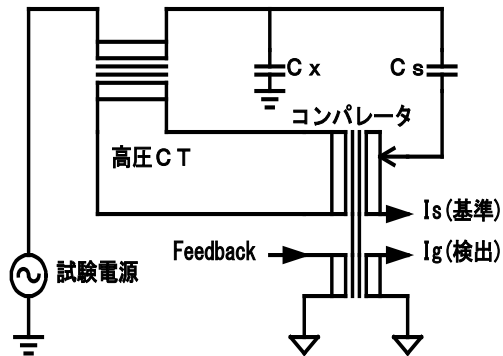 Cx
Cs
コンパレータ
高圧CT
Is(基準)
Feedback
Ig(検出)
試験電源